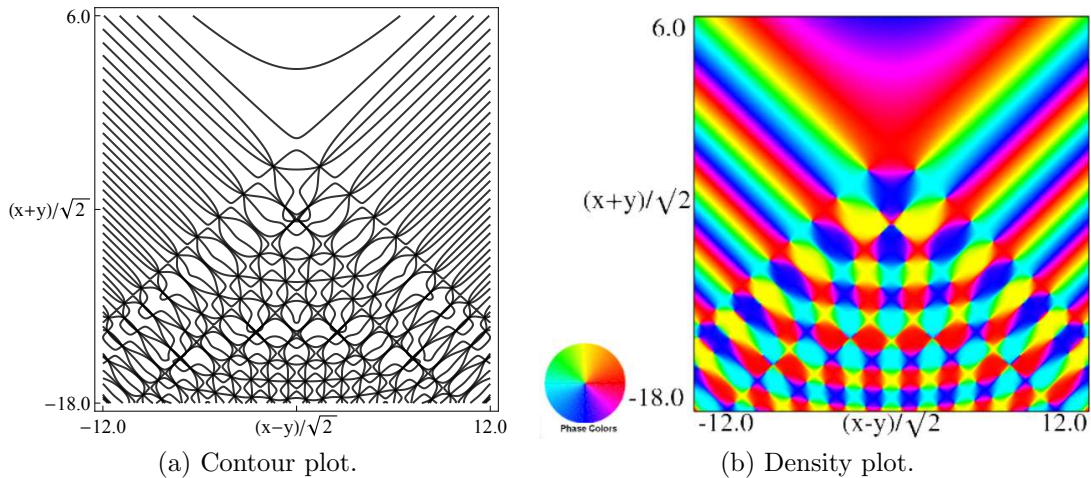 6.0
(x+y)/√2
−18.0
−12.0
(x−y)/√2
12.0
(a) Contour plot.
6.0
(x+y)/√2
Phase Colors
-18.0
-12.0
(x-y)/√2
12.0
(b) Density plot.